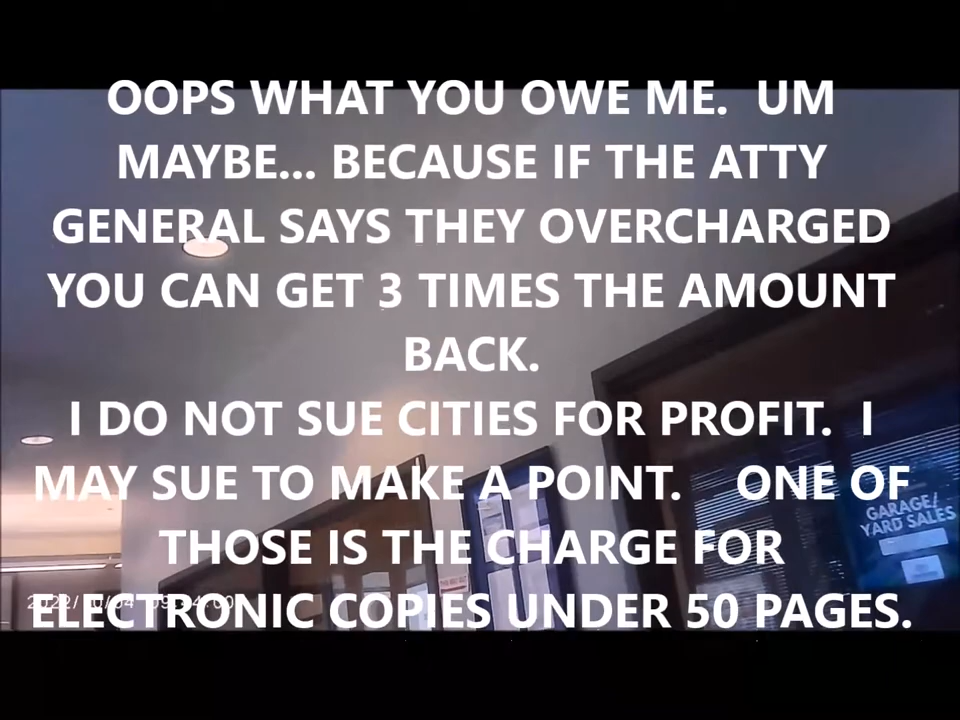 OOPS WHAT YOU OWE ME. UM
MAYBE... BECAUSE IF THE ATTY
GENERAL SAYS THEY OVERCHARGED
YOU CAN GET 3 TIMES THE AMOUNT
BACK.
I DO NOT SUE CITIES FOR PROFIT. I
MAY SUE TO MAKE A POINT. ONE OF
THOSE IS THE CHARGE FOR
ELECTRONIC COPIES UNDER 50 PAGES.
GARAGE/
YARD SALES